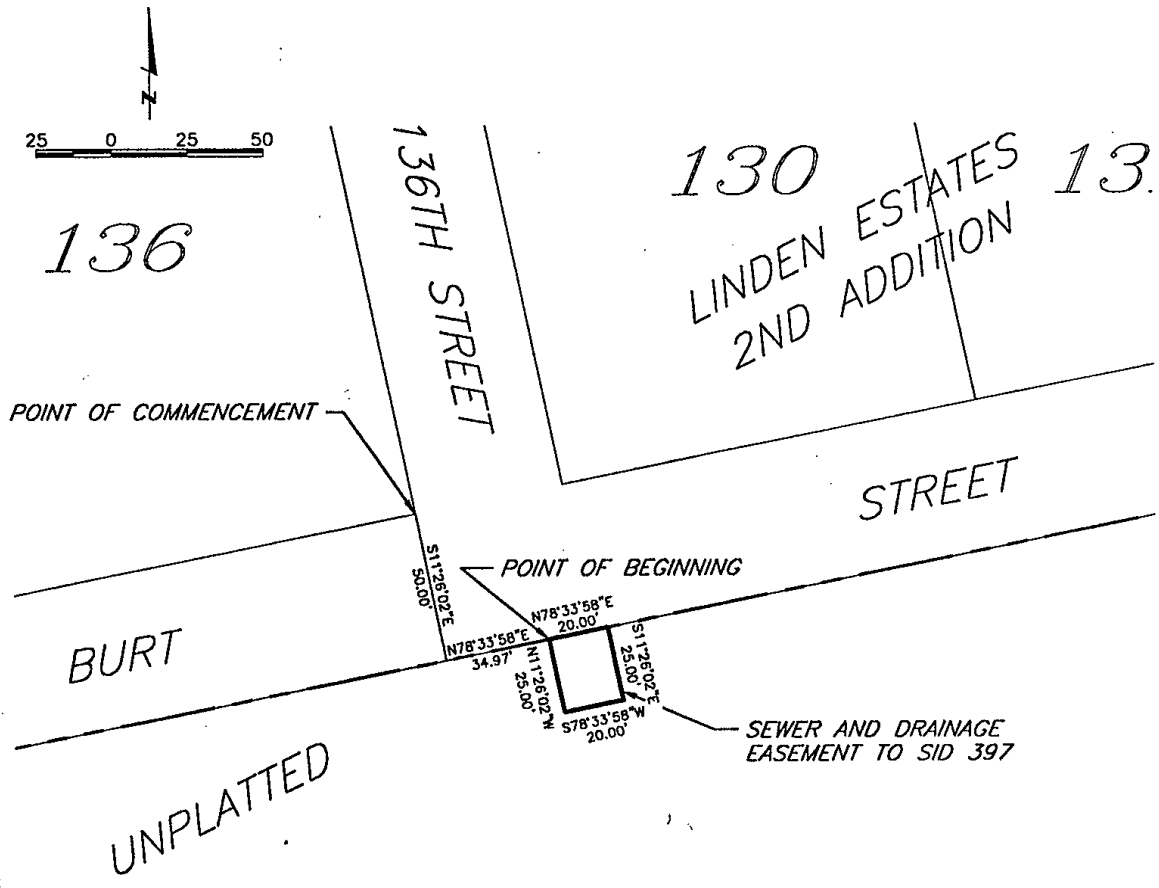 N
25 0 25 50
136
136TH STREET
130
LINDEN ESTATES
2ND ADDITION
13
POINT OF COMMENCEMENT
STREET
S11°26'02"E
50.00'
POINT OF BEGINNING
N78°33'58"E
20.00'
BURT
N78°33'58"E
34.97'
N11°26'02"W
25.00'
S11°26'02"E
25.00'
S78°33'58"W
20.00'
SEWER AND DRAINAGE
EASEMENT TO SID 397
UNPLATTED